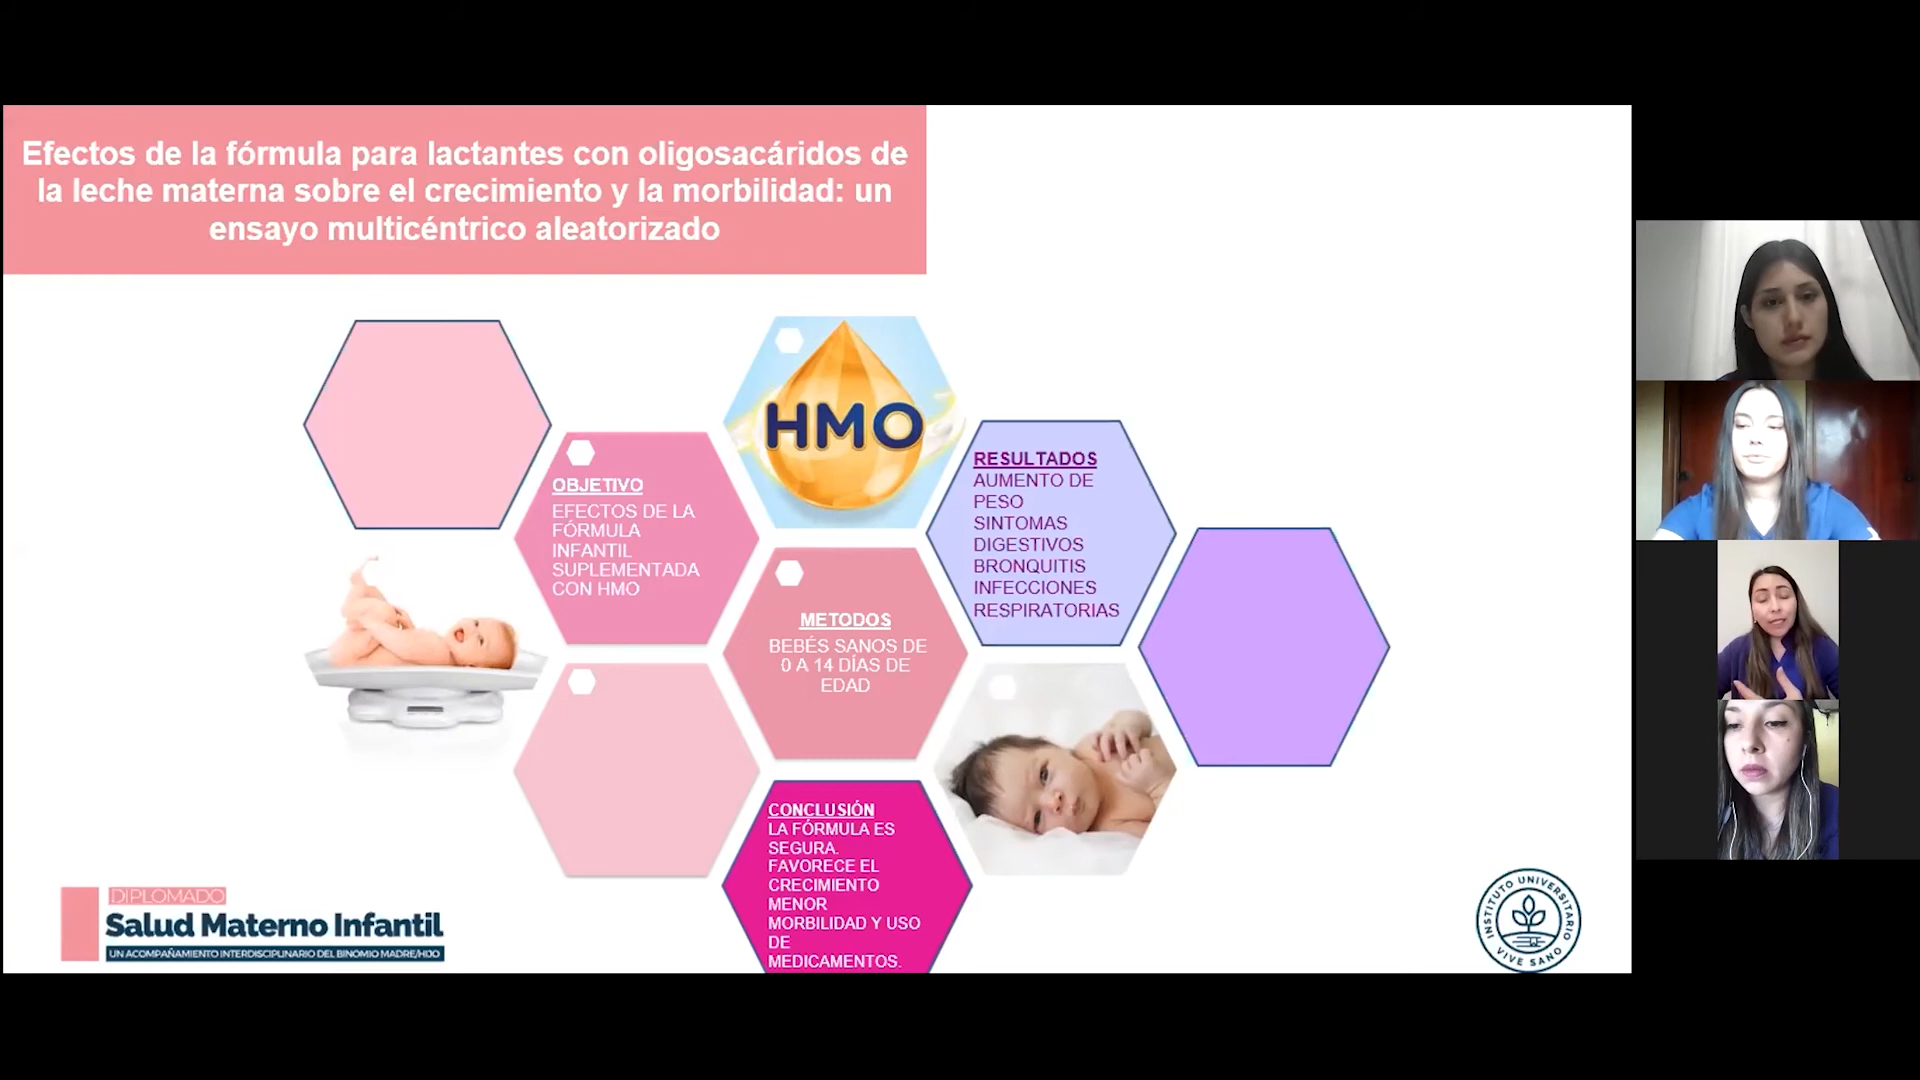 Efectos de la fórmula para lactantes con oligosacáridos de
la leche materna sobre el crecimiento y la morbilidad: un
ensayo multicéntrico aleatorizado
HMO
OBJETIVO
EFECTOS DE LA
FÓRMULA
INFANTIL
SUPLEMENTADA
CON HMO
METODOS
BEBÉS SANOS DE
0 A 14 DÍAS DE
EDAD
RESULTADOS
AUMENTO DE
PESO
SINTOMAS
DIGESTIVOS
BRONQUITIS
INFECCIONES
RESPIRATORIAS
CONCLUSIÓN
LA FÓRMULA ES
SEGURA.
FAVORECE EL
CRECIMIENTO
MENOR
MORBILIDAD Y USO
DE
MEDICAMENTOS.
DIPLOMADO
Salud Materno Infantil
UN ACOMPAÑAMIENTO INTERDISCIPLINARIO DEL BINOMIO MADRE/HIJO
INSTITUTO UNIVERSITARIO
VIVE SANO